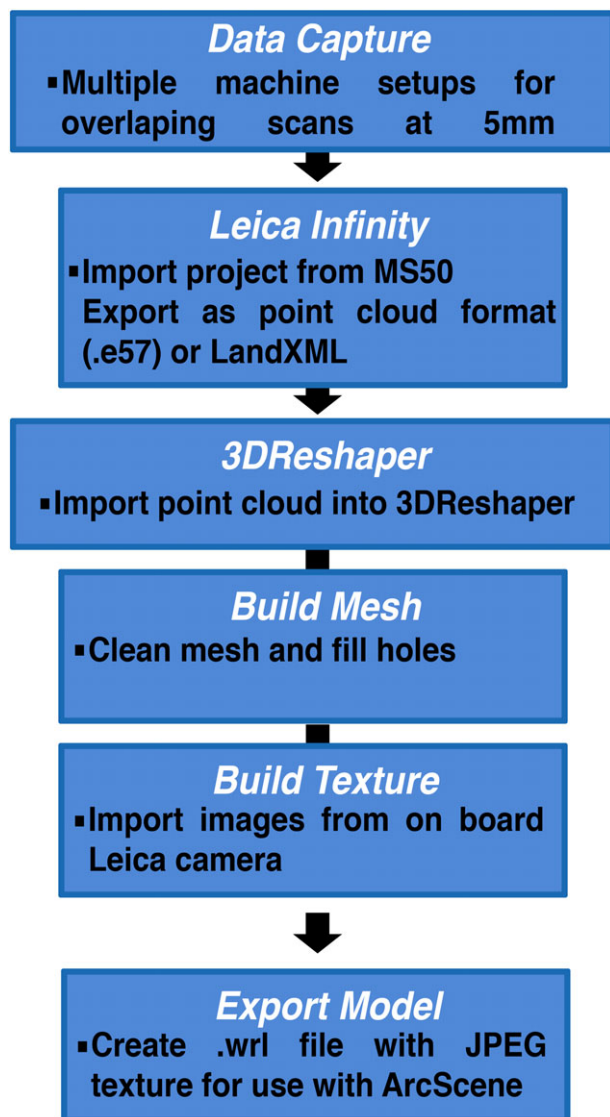 Data Capture
▪Multiple machine setups for
overlaping scans at 5mm
Leica Infinity
▪Import project from MS50
Export as point cloud format
(.e57) or LandXML
3DReshaper
▪Import point cloud into 3DReshaper
Build Mesh
▪Clean mesh and fill holes
Build Texture
▪Import images from on board
Leica camera
Export Model
▪Create .wrl file with JPEG
texture for use with ArcScene